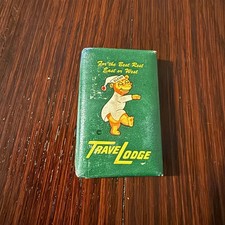 For the Best Rest
East or West
TRAVELODGE